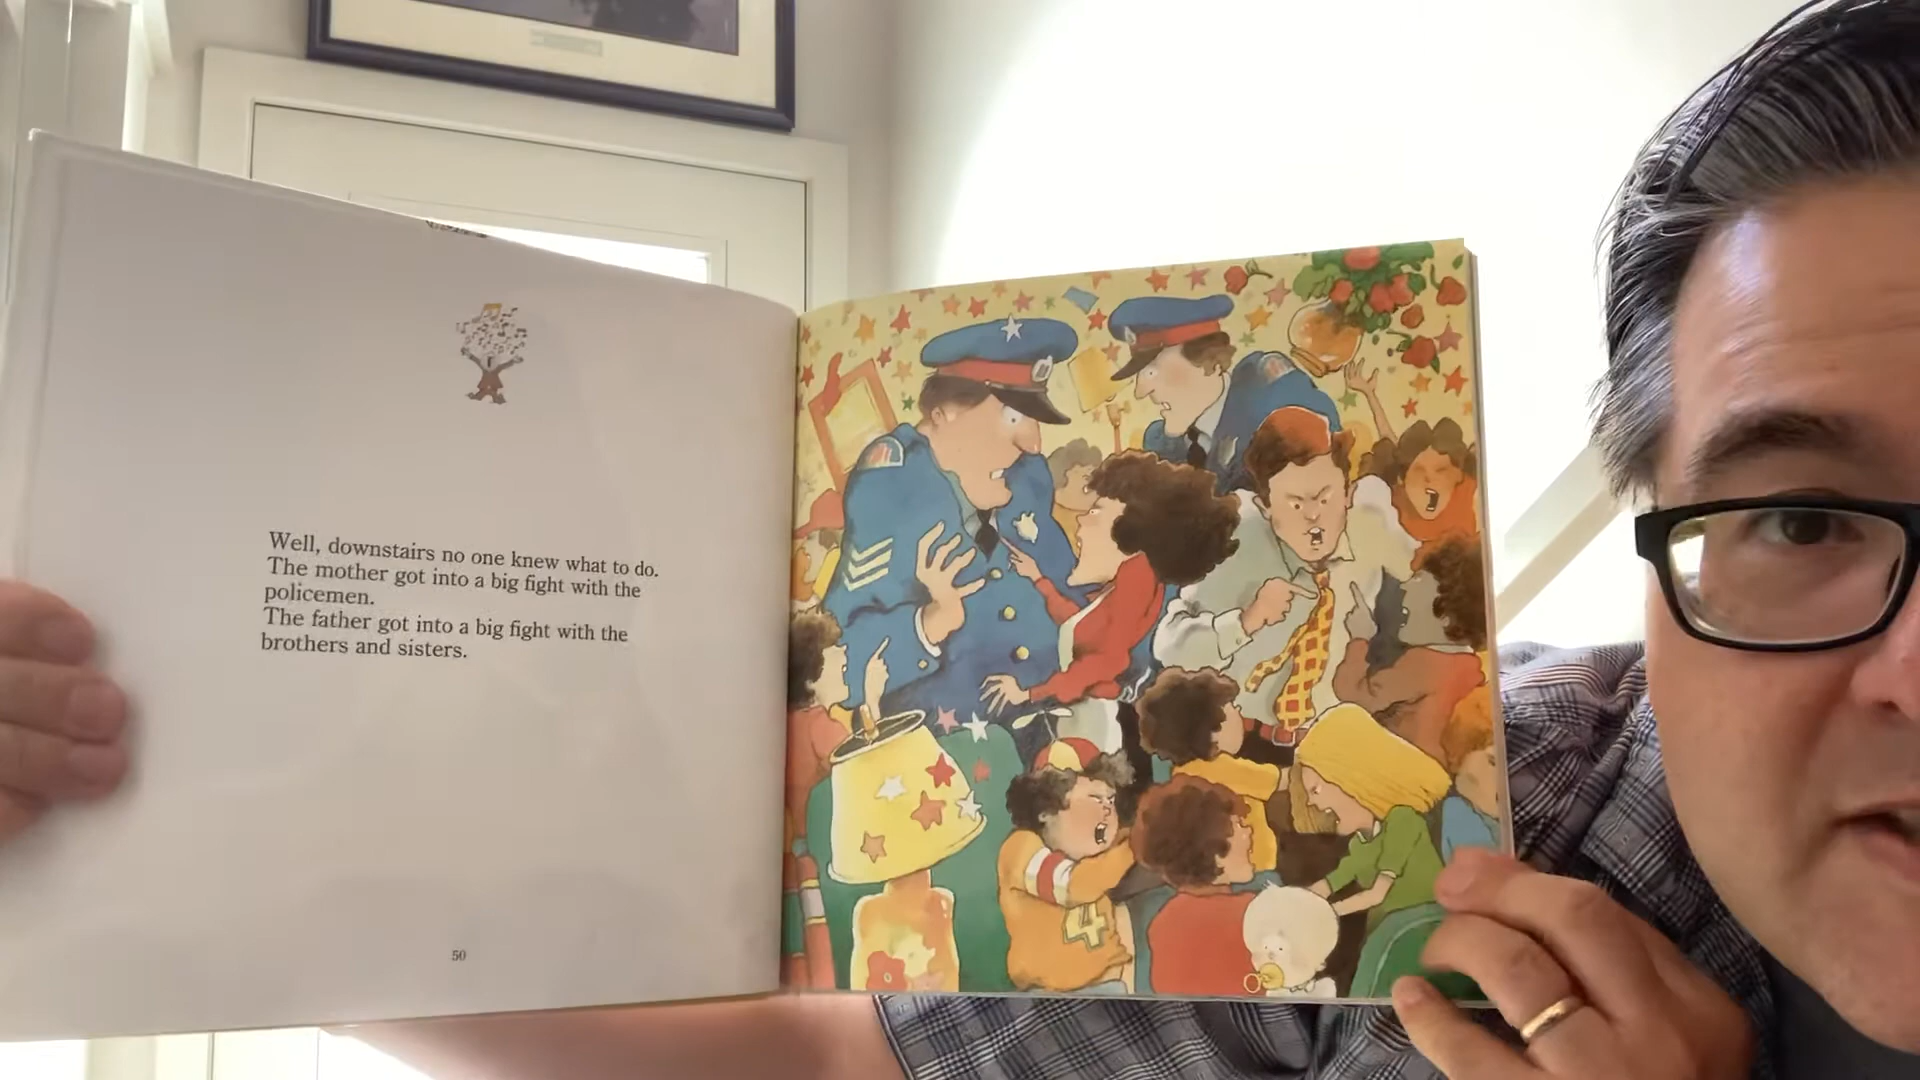 Well, downstairs no one knew what to do.
The mother got into a big fight with the
policemen.
The father got into a big fight with the
brothers and sisters.
50
4